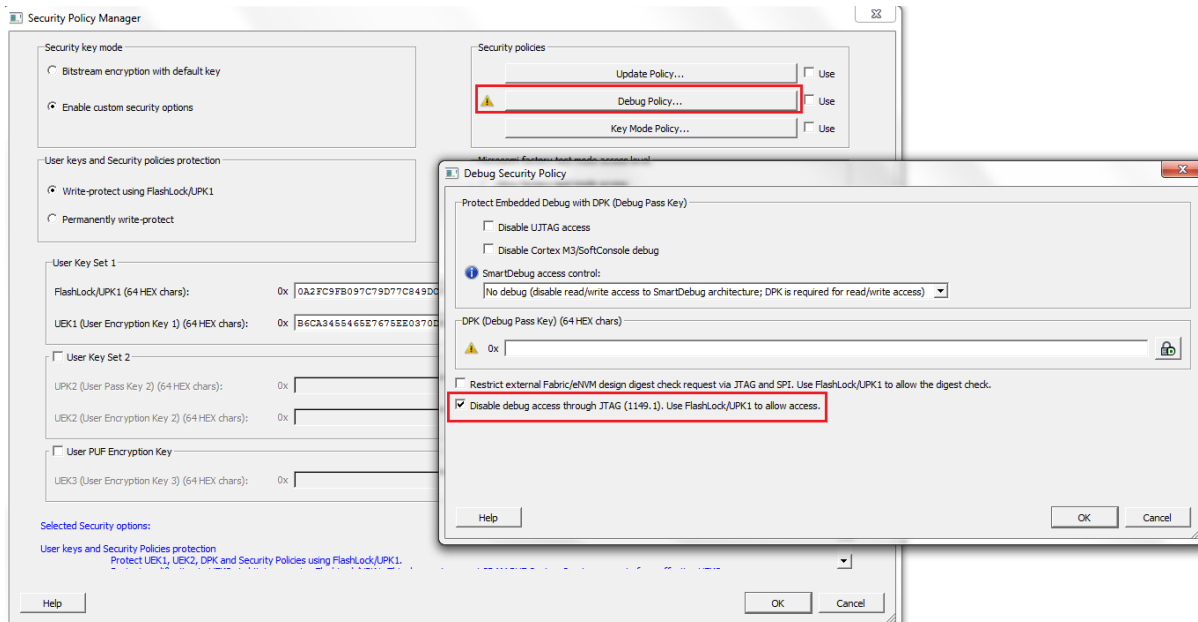 Security Policy Manager
Security key mode
Bitstream encryption with default key
Enable custom security options
Security policies
Update Policy...
Use
Debug Policy...
Use
Key Mode Policy...
Use
User keys and Security policies protection
Write-protect using FlashLock/UPK1
Permanently write-protect
Microsemi factory test mode access level
User Key Set 1
FlashLock/UPK1 (64 HEX chars):
0x 0A2FC9FB097C79D77C849D
UEK1 (User Encryption Key 1) (64 HEX chars):
0x B6CA3455465E7675EE0370D
User Key Set 2
UPK2 (User Pass Key 2) (64 HEX chars):
0x
UEK2 (User Encryption Key 2) (64 HEX chars):
0x
User PUF Encryption Key
UEK3 (User Encryption Key 3) (64 HEX chars):
0x
Selected Security options:
User keys and Security Policies protection
Protect UEK1, UEK2, DPK and Security Policies using FlashLock/UPK1.
Help
OK
Cancel
Debug Security Policy
Protect Embedded Debug with DPK (Debug Pass Key)
Disable UJTAG access
Disable Cortex M3/SoftConsole debug
SmartDebug access control:
No debug (disable read/write access to SmartDebug architecture; DPK is required for read/write access)
DPK (Debug Pass Key) (64 HEX chars)
0x
Restrict external Fabric/eNVM design digest check request via JTAG and SPI. Use FlashLock/UPK1 to allow the digest check.
Disable debug access through JTAG (1149.1). Use FlashLock/UPK1 to allow access.
Help
OK
Cancel